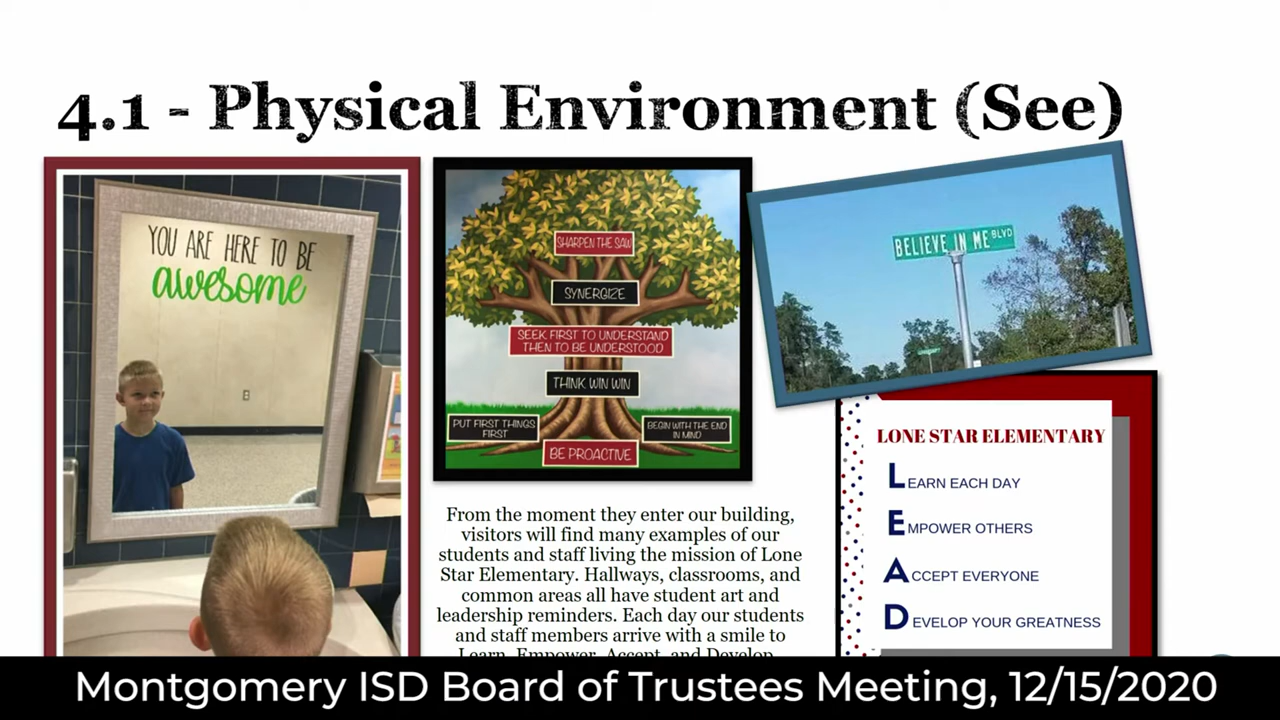 4.1 - Physical Environment (See)
YOU ARE HERE TO BE
awesome
SHARPEN THE SAW
SYNERGIZE
SEEK FIRST TO UNDERSTAND
THEN TO BE UNDERSTOOD
THINK WIN WIN
PUT FIRST THINGS
FIRST
BEGIN WITH THE END
IN MIND
BE PROACTIVE
BELIEVE IN ME BLVD
From the moment they enter our building,
visitors will find many examples of our
students and staff living the mission of Lone
Star Elementary. Hallways, classrooms, and
common areas all have student art and
leadership reminders. Each day our students
and staff members arrive with a smile to
Learn, Empower, Accept, and Develop
LONE STAR ELEMENTARY
LEARN EACH DAY
EMPOWER OTHERS
ACCEPT EVERYONE
DEVELOP YOUR GREATNESS
Montgomery ISD Board of Trustees Meeting, 12/15/2020